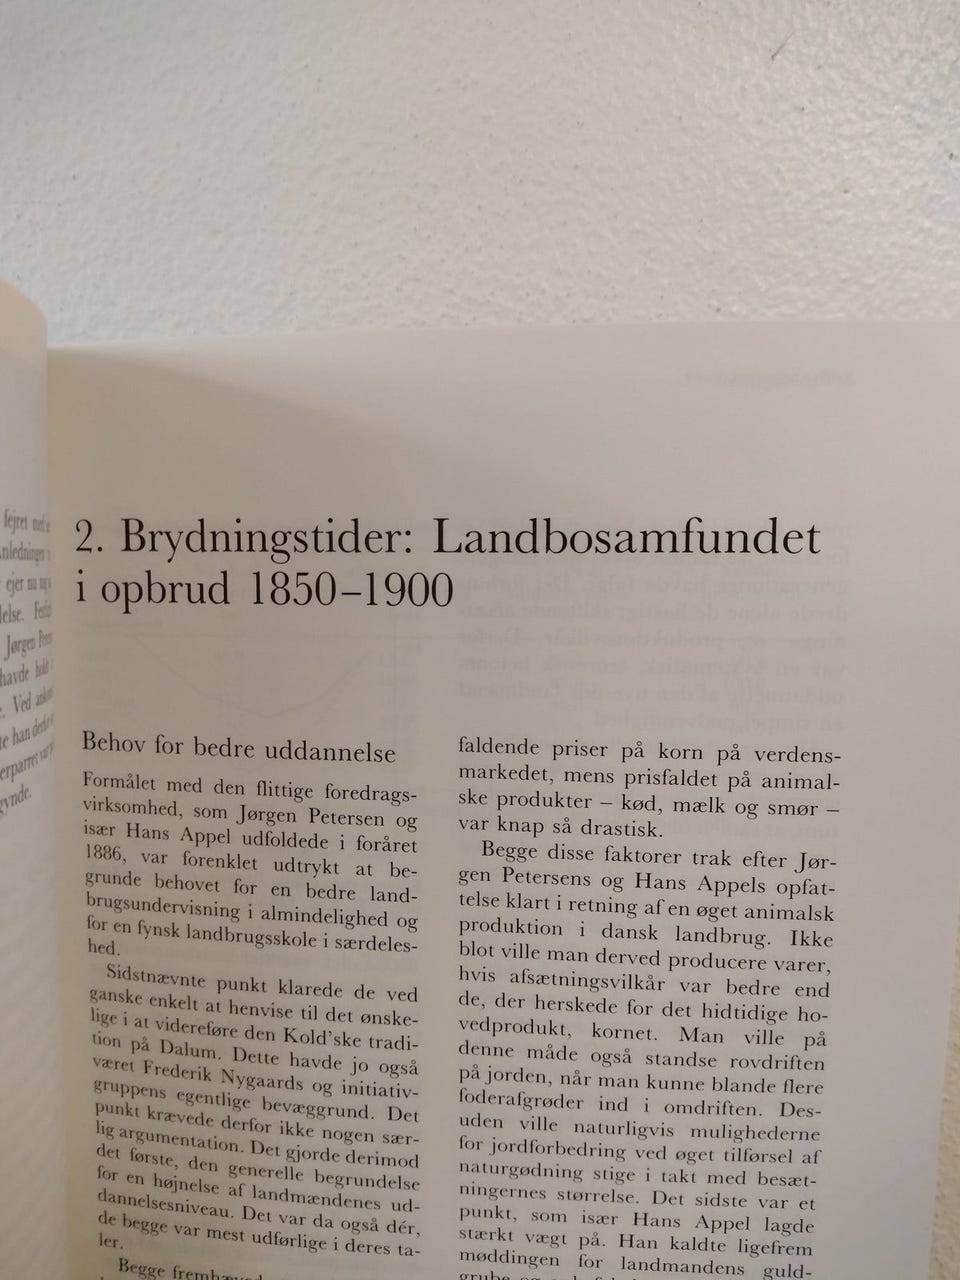 fejret
ejer nu
Jørgen
havde hold
Ved
te han
gynde.
2. Brydningstider: Landbosamfundet
i opbrud 1850–1900
Behov for bedre uddannelse
Formålet med den flittige foredrags-
virksomhed, som Jørgen Petersen og
især Hans Appel udfoldede i foråret
1886, var forenklet udtrykt at be-
grunde behovet for en bedre land-
brugsundervisning i almindelighed og
for en fynsk landbrugsskole i særdeles-
hed.
Sidstnævnte punkt klarede de ved
ganske enkelt at henvise til det ønske-
lige i at videreføre den Kold'ske tradi-
tion på Dalum. Dette havde jo også
været Frederik Nygaards og initiativ-
gruppens egentlige bevæggrund. Det
punkt krævede derfor ikke nogen sær-
lig argumentation. Det gjorde derimod
det første, den generelle begrundelse
for en højnelse af landmændenes ud-
dannelsesniveau. Det var da også dér,
de begge var mest udførlige i deres ta-
ler.
Begge
faldende priser på korn på verdens-
markedet, mens prisfaldet på animal-
ske produkter – kød, mælk og smør –
var knap så drastisk.
Begge disse faktorer trak efter Jør-
gen Petersens og Hans Appels opfat-
telse klart i retning af en øget animalsk
produktion i dansk landbrug. Ikke
blot ville man derved producere varer,
hvis afsætningsvilkår var bedre end
de, der herskede for det hidtidige ho-
vedprodukt, kornet. Man ville på
denne måde også standse rovdriften
på jorden, når man kunne blande flere
foderafgrøder ind i omdriften. Des-
uden ville naturligvis mulighederne
for jordforbedring ved øget tilførsel af
naturgødning stige i takt med besæt-
ningernes størrelse. Det sidste var et
punkt, som især Hans Appel lagde
stærkt vægt på. Han kaldte ligefrem
møddingen for landmandens guld-